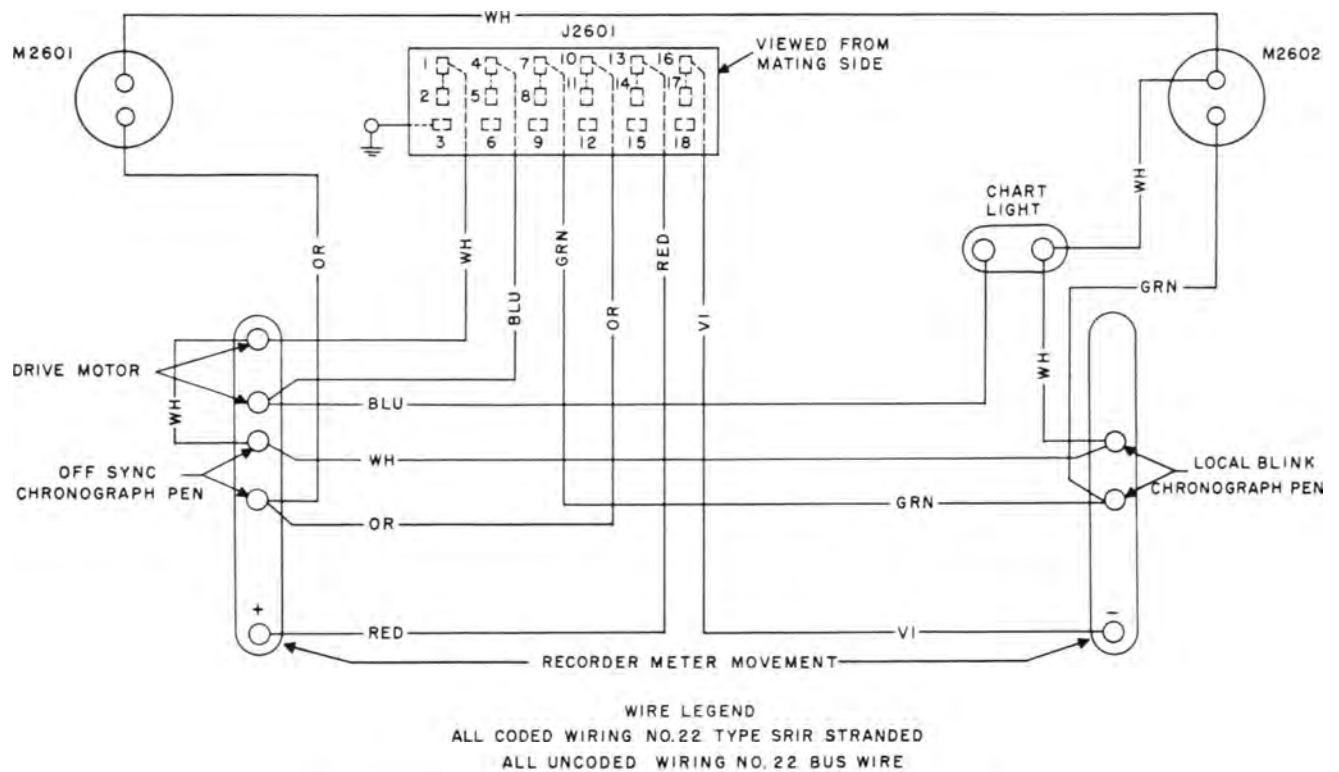 WH
J2601
M2601
VIEWED FROM
MATING SIDE
M2602
1 4 7 10 13 16
2 5 8 11 14 17
3 6 9 12 15 18
WH
CHART
LIGHT
OR
WH
GRN
RED
BLU
OR
VI
GRN
DRIVE MOTOR
WH
BLU
WH
OFF SYNC
CHRONOGRAPH PEN
WH
LOCAL BLINK
CHRONOGRAPH PEN
GRN
OR
+
-
RED
VI
RECORDER METER MOVEMENT
WIRE LEGEND
ALL CODED WIRING NO.22 TYPE SRIR STRANDED
ALL UNCODED WIRING NO.22 BUS WIRE